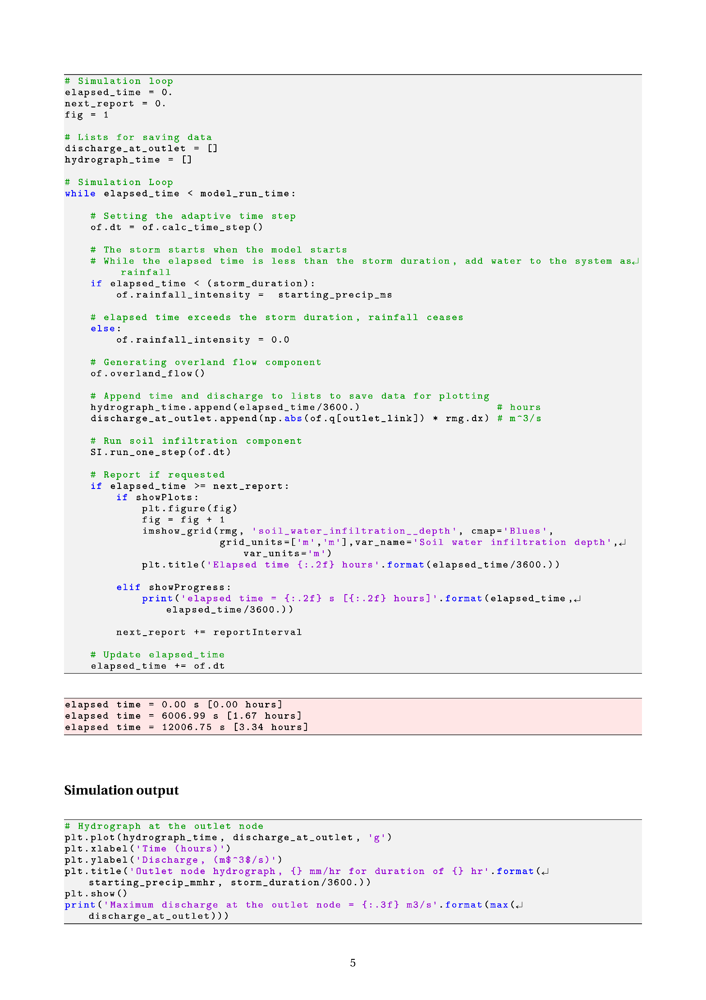 # Simulation loop
elapsed_time = 0.
next_report = 0.
fig = 1
# Lists for saving data
discharge_at_outlet = []
hydrograph_time = []
# Simulation Loop
while elapsed_time < model_run_time:
    # Setting the adaptive time step
    of.dt = of.calc_time_step()
    # The storm starts when the model starts
    # While the elapsed time is less than the storm duration, add water to the system as↵
        rainfall
    if elapsed_time < (storm_duration):
        of.rainfall_intensity =  starting_precip_ms
    # elapsed time exceeds the storm duration, rainfall ceases
    else:
        of.rainfall_intensity = 0.0
    # Generating overland flow component
    of.overland_flow()
    # Append time and discharge to lists to save data for plotting
    hydrograph_time.append(elapsed_time/3600.)                     # hours
    discharge_at_outlet.append(np.abs(of.q[outlet_link]) * rmg.dx) # m^3/s
    # Run soil infiltration component
    SI.run_one_step(of.dt)
    # Report if requested
    if elapsed_time >= next_report:
        if showPlots:
            plt.figure(fig)
            fig = fig + 1
            imshow_grid(rmg, 'soil_water_infiltration__depth', cmap='Blues',
                        grid_units=['m','m'],var_name='Soil water infiltration depth',↵
                            var_units='m')
            plt.title('Elapsed time {:.2f} hours'.format(elapsed_time/3600.))
        elif showProgress:
            print('elapsed time = {:.2f} s [{:.2f} hours]'.format(elapsed_time,↵
                elapsed_time/3600.))
        next_report += reportInterval
    # Update elapsed_time
    elapsed_time += of.dt
elapsed time = 0.00 s [0.00 hours]
elapsed time = 6006.99 s [1.67 hours]
elapsed time = 12006.75 s [3.34 hours]
Simulation output
# Hydrograph at the outlet node
plt.plot(hydrograph_time, discharge_at_outlet, 'g')
plt.xlabel('Time (hours)')
plt.ylabel('Discharge, (m$^3$/s)')
plt.title('Outlet node hydrograph, {} mm/hr for duration of {} hr'.format(↵
    starting_precip_mmhr, storm_duration/3600.))
plt.show()
print('Maximum discharge at the outlet node = {:.3f} m3/s'.format(max(↵
    discharge_at_outlet)))
5